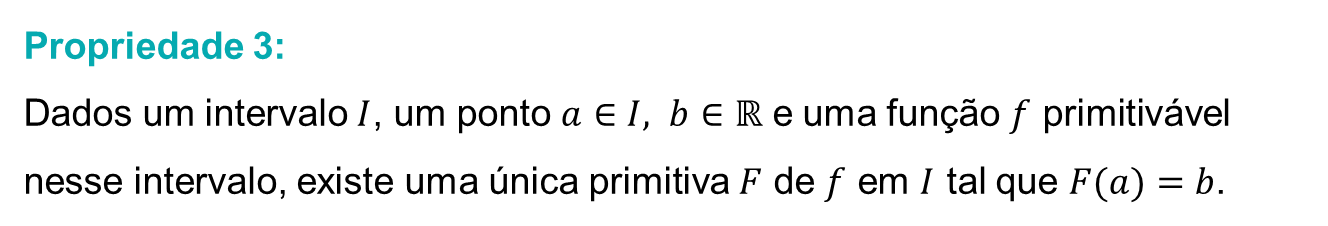 Propriedade 3:
Dados um intervalo 𝐼, um ponto 𝑎 ∈ 𝐼, 𝑏 ∈ ℝ e uma função 𝑓 primitivável
nesse intervalo, existe uma única primitiva 𝐹 de 𝑓 em 𝐼 tal que 𝐹(𝑎) = 𝑏.